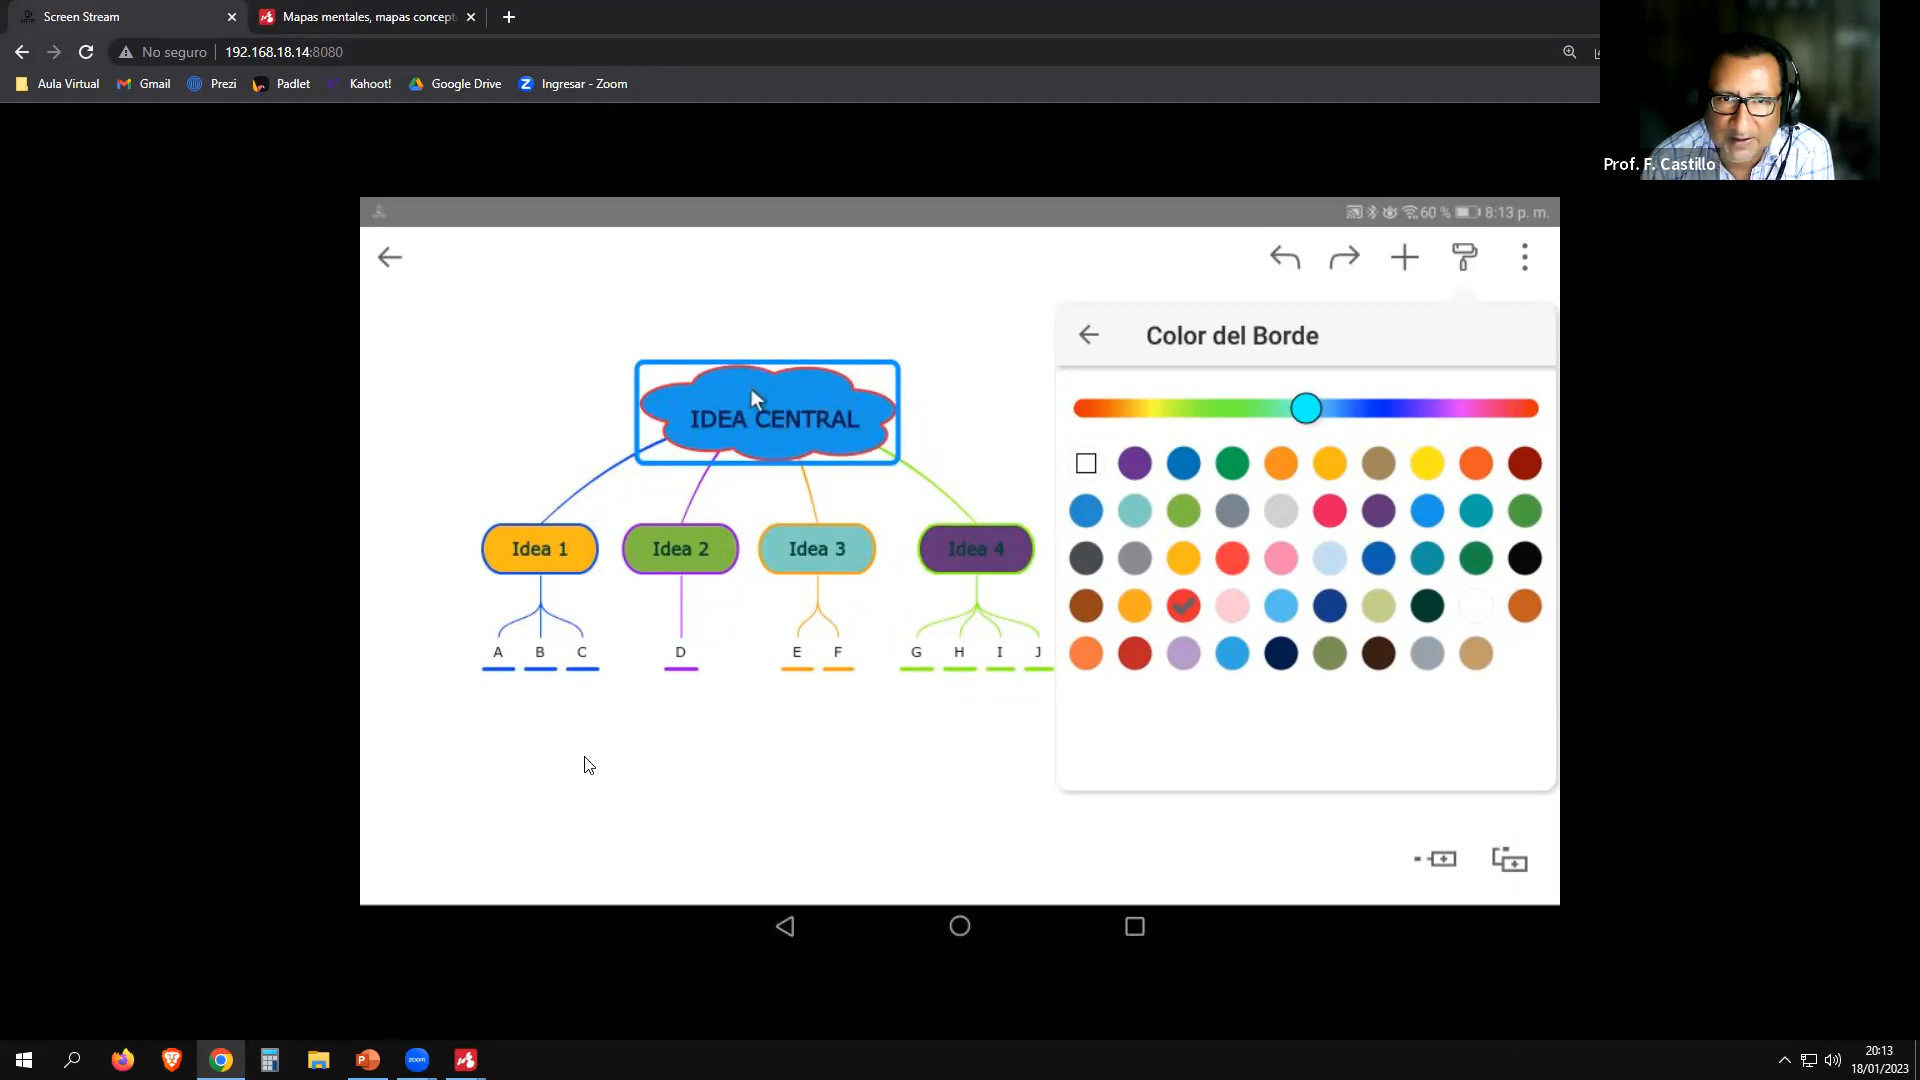 Screen Stream
Mapas mentales, mapas concept
No seguro
192.168.18.14:8080
Aula Virtual
Gmail
Prezi
Padlet
Kahoot!
Google Drive
Ingresar - Zoom
Prof. F. Castillo
60 %
8:13 p. m.
Color del Borde
IDEA CENTRAL
Idea 1
Idea 2
Idea 3
Idea 4
A B C
D
E F
G H I J
zoom
20:13
18/01/2023